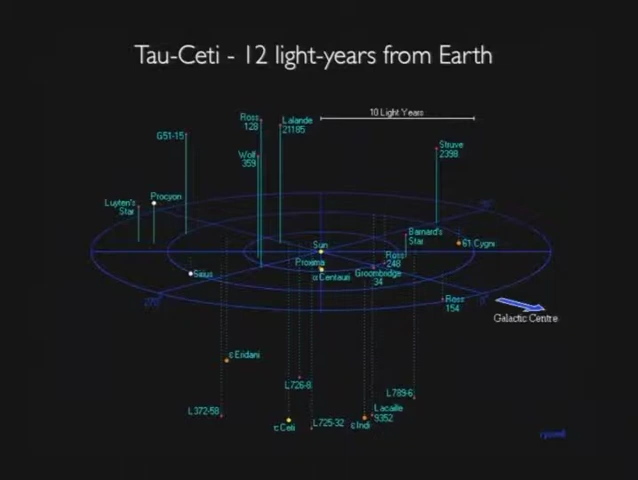 Tau-Ceti - 12 light-years from Earth
10 Light Years
Ross
128
Lalande
21185
G51-15
Struve
2398
Wolf
359
Luyten's
Star
Procyon
Barnard's
Star
61 Cygni
Sun
Ross
248
Proxima
α Centauri
Groombridge
34
Sirius
270°
0°
Ross
154
Galactic Centre
ε Eridani
L726-8
L789-6
L372-58
Lacaille
9352
τ Ceti
L725-32
ε Indi